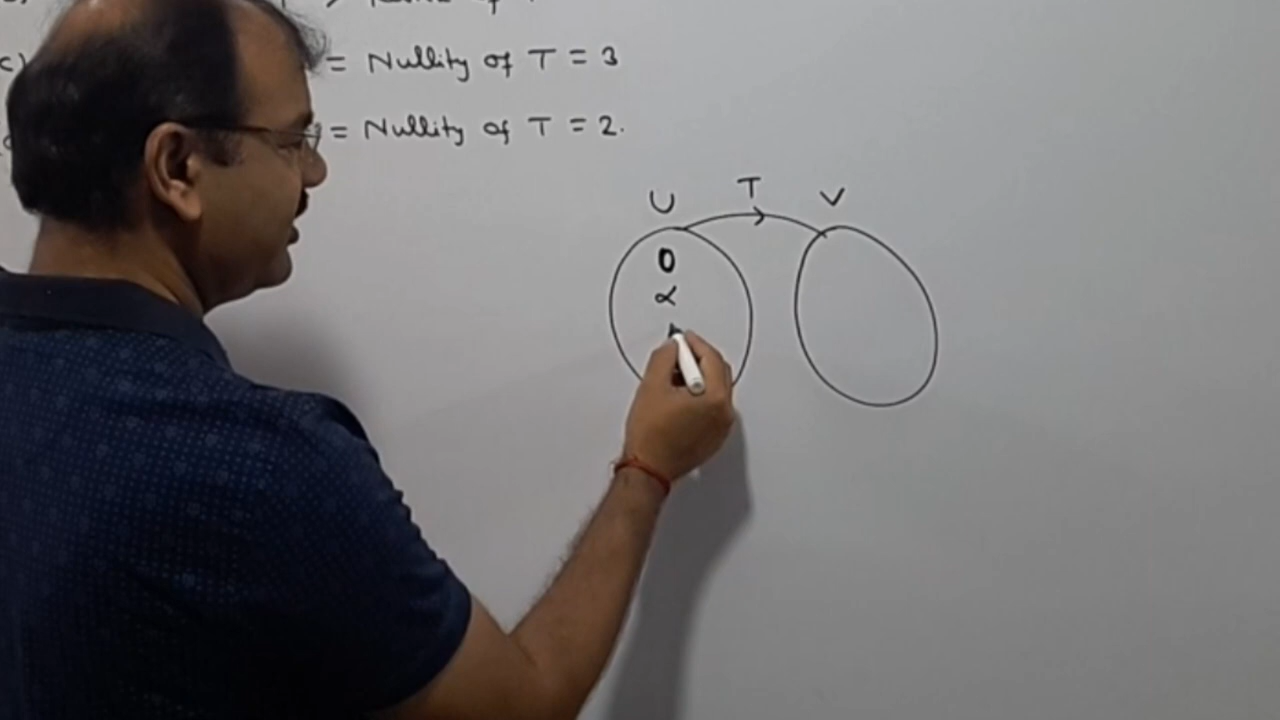 c) = Nullity of T = 3
= Nullity of T = 2.
U T V
0
α